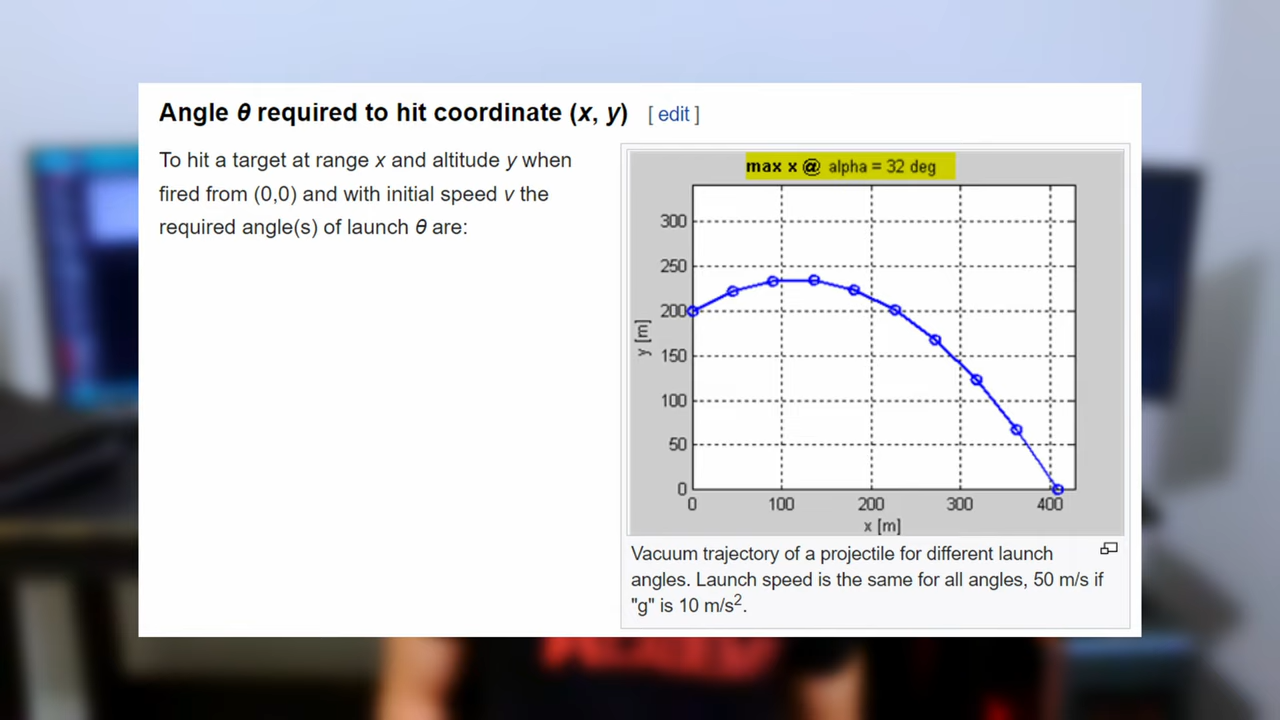 Angle θ required to hit coordinate (x, y) [ edit ]
To hit a target at range x and altitude y when
fired from (0,0) and with initial speed v the
required angle(s) of launch θ are:
max x @ alpha = 32 deg
300
250
200
150
100
50
0
y [m]
0 100 200 300 400
x [m]
Vacuum trajectory of a projectile for different launch
angles. Launch speed is the same for all angles, 50 m/s if
"g" is 10 m/s².